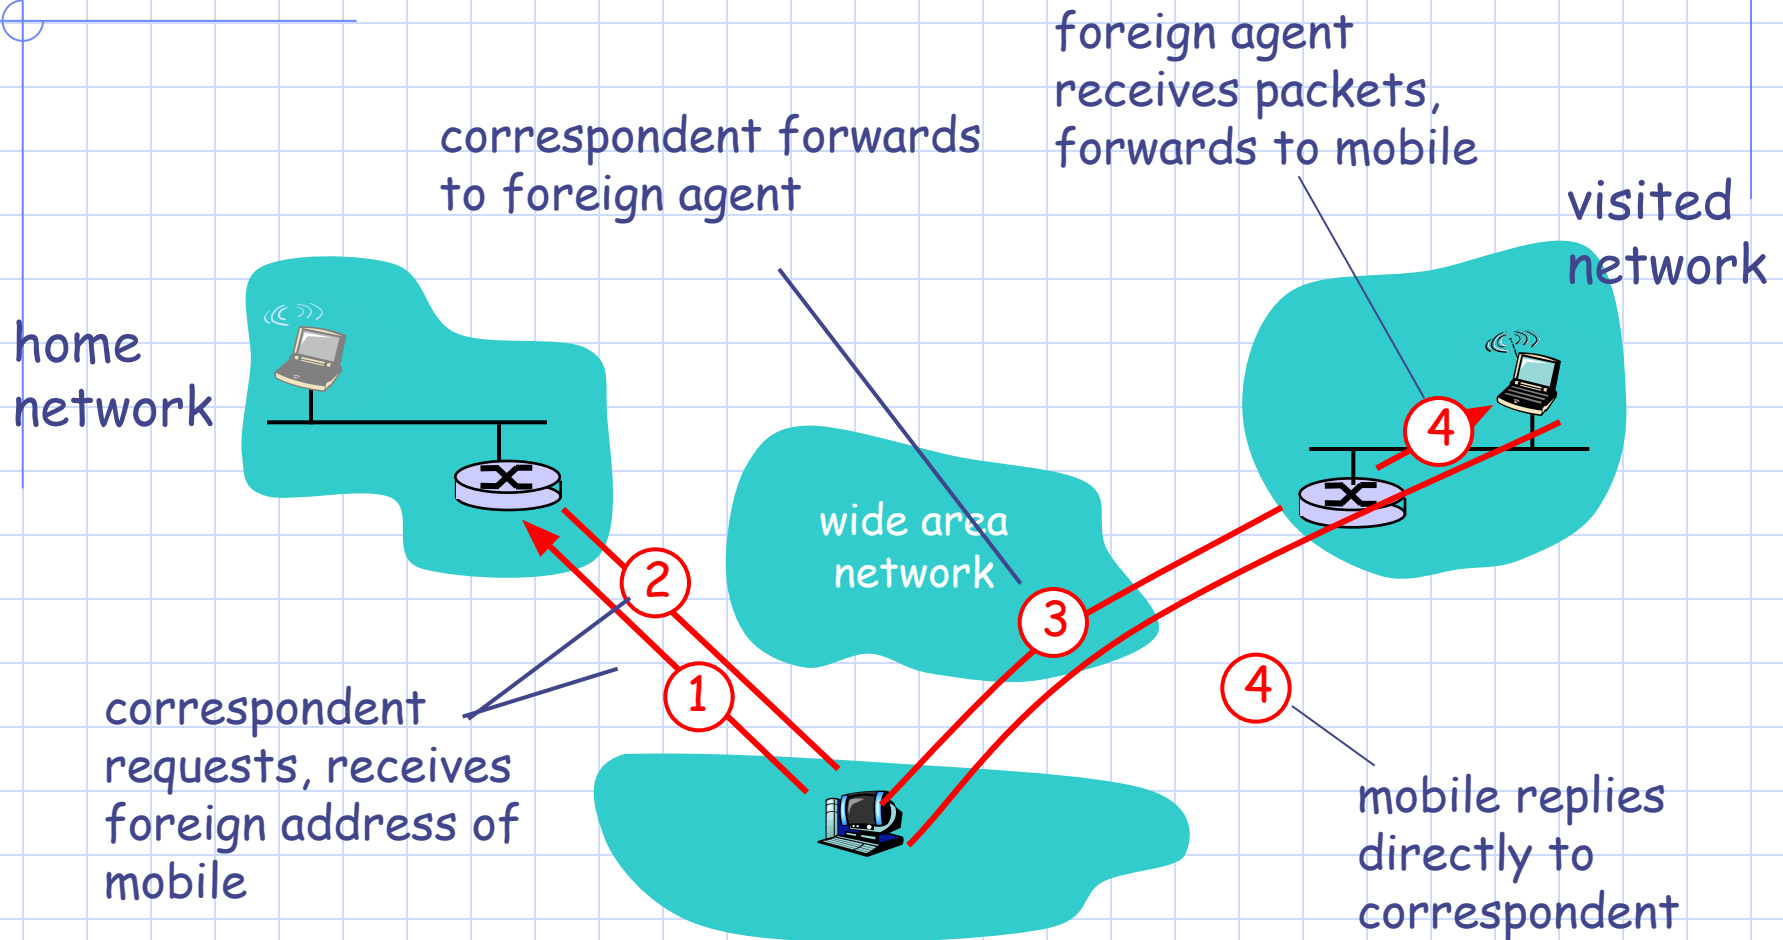 foreign agent
receives packets,
forwards to mobile
correspondent forwards
to foreign agent
visited
network
home
network
wide area
network
4
2
3
1
4
correspondent
requests, receives
foreign address of
mobile
mobile replies
directly to
correspondent